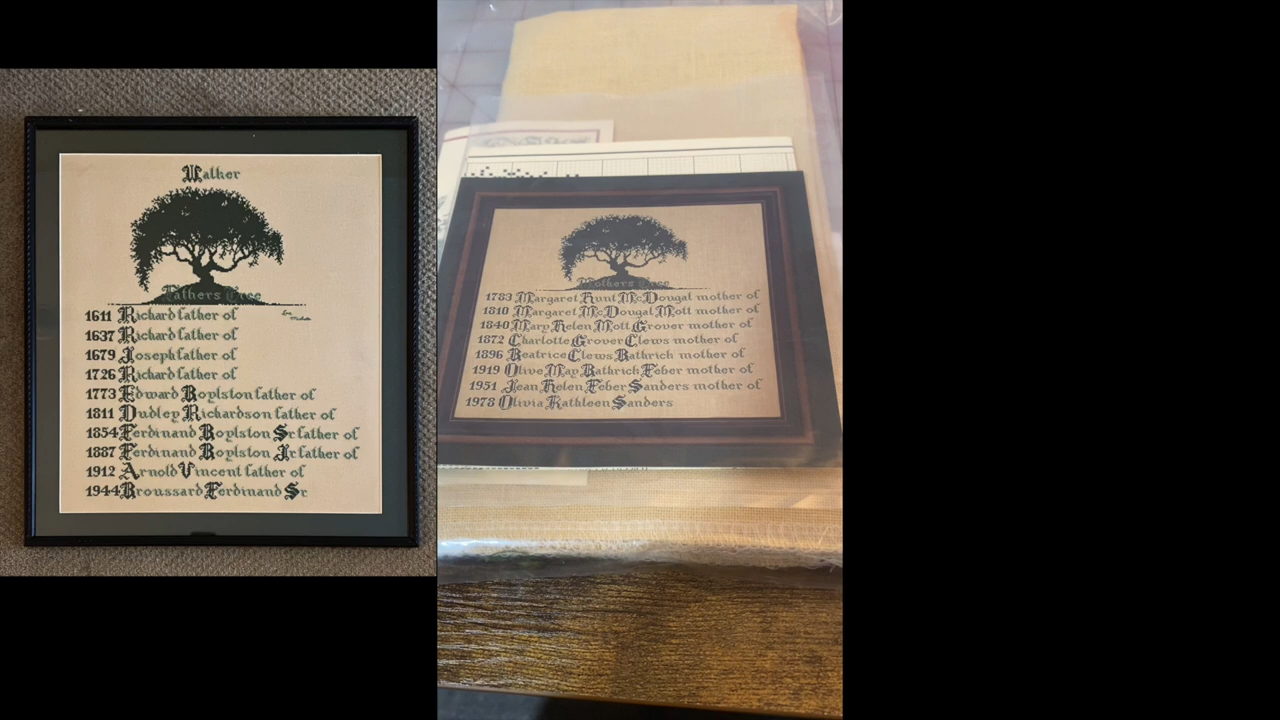 Mather
Fathers Tree
1611 Richard father of
1637 Richard father of
1679 Joseph father of
1726 Richard father of
1773 Edward Boylston father of
1811 Dudley Richardson father of
1854 Ferdinand Boylston Sr father of
1887 Ferdinand Boylston Jr father of
1912 Arnold Vincent father of
1944 Broussard Ferdinand Sr
Mothers Tree
1783 Margaret Hunt McDougal mother of
1810 Margaret McDougal Mott mother of
1840 Mary Helen Mott Grover mother of
1872 Charlotte Grover Clews mother of
1896 Beatrice Clews Bathrick mother of
1919 Olive May Bathrick Feber mother of
1951 Jean Helen Feber Sanders mother of
1978 Olivia Kathleen Sanders